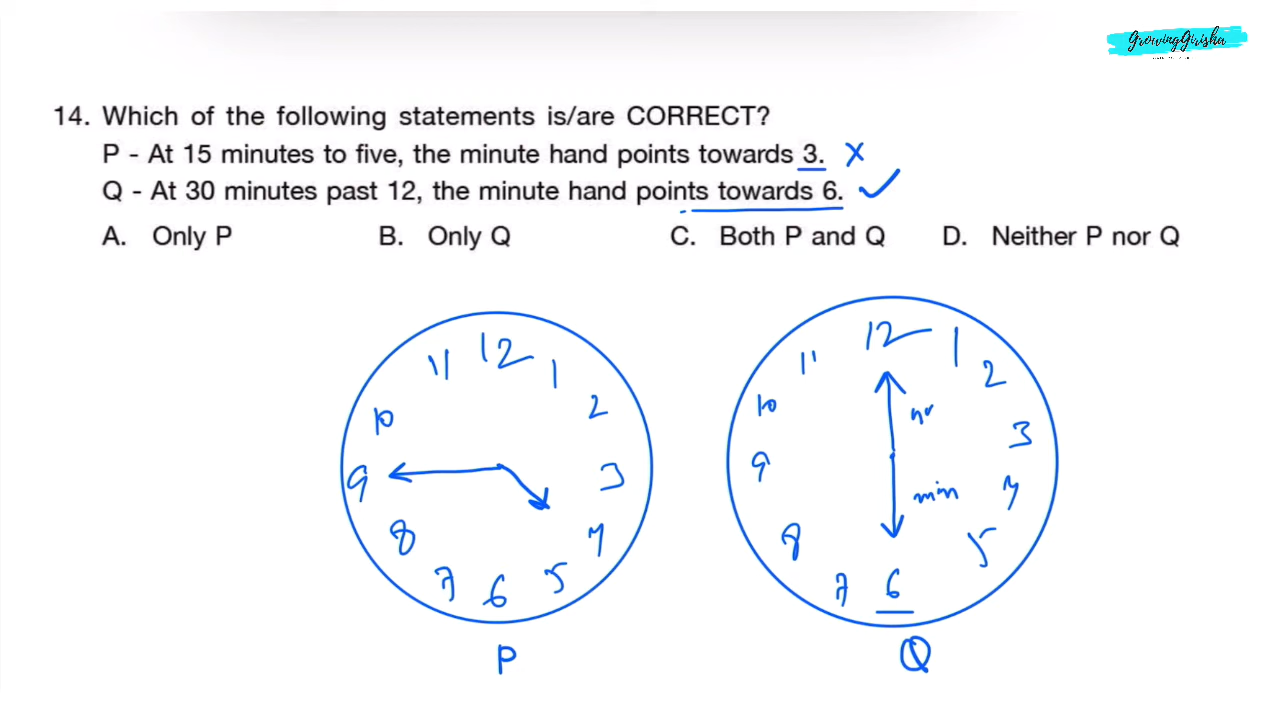 GrowingGirisha
14. Which of the following statements is/are CORRECT?
P - At 15 minutes to five, the minute hand points towards 3. X
Q - At 30 minutes past 12, the minute hand points towards 6. ✓
A. Only P B. Only Q C. Both P and Q D. Neither P nor Q
12
11
1
10
2
9
3
8
4
7
6
5
P
12
11
1
2
10
hr
3
9
min
4
8
5
7
6
Q